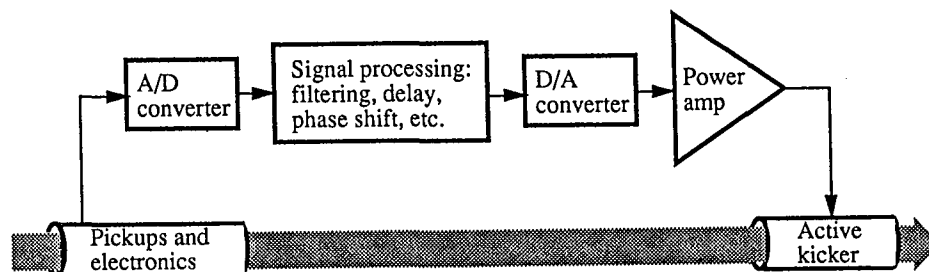 A/D
converter
Signal processing:
filtering, delay,
phase shift, etc.
D/A
converter
Power
amp
Pickups and
electronics
Active
kicker